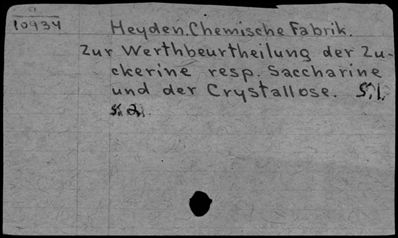 10934
Heyden. Chemische Fabrik.
Zur Werthbeurtheilung der Zu-
ckerine resp. Saccharine
und der Crystallose. S. l.
s. a.